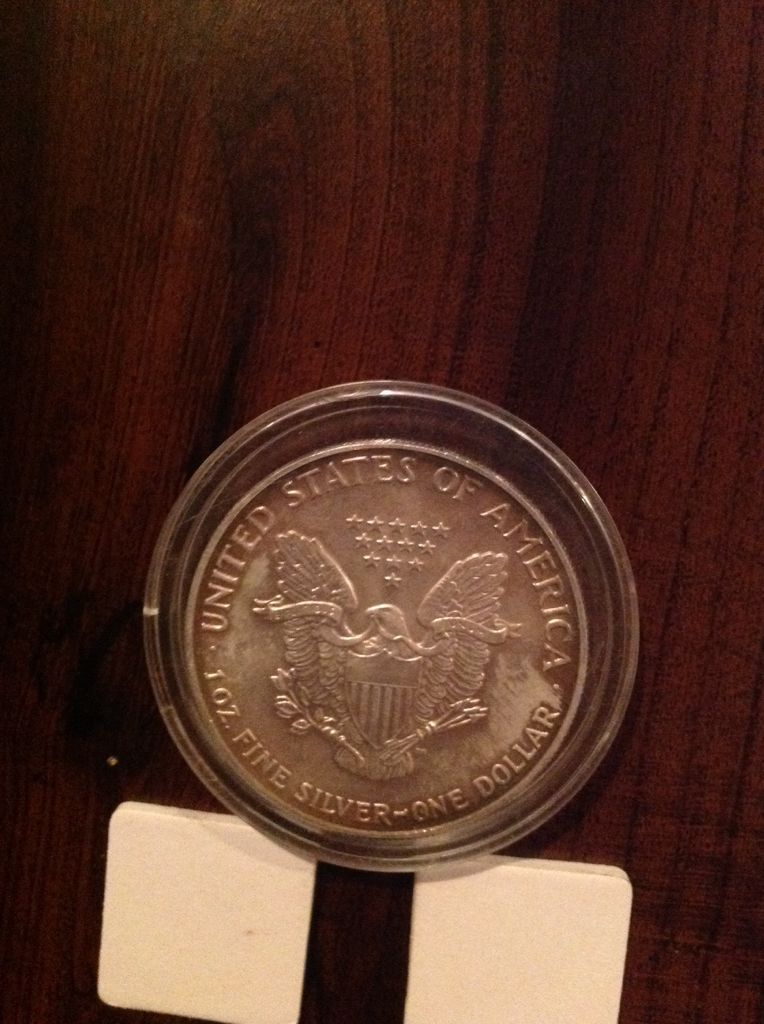 UNITED STATES OF AMERICA
1 OZ. FINE SILVER-ONE DOLLAR